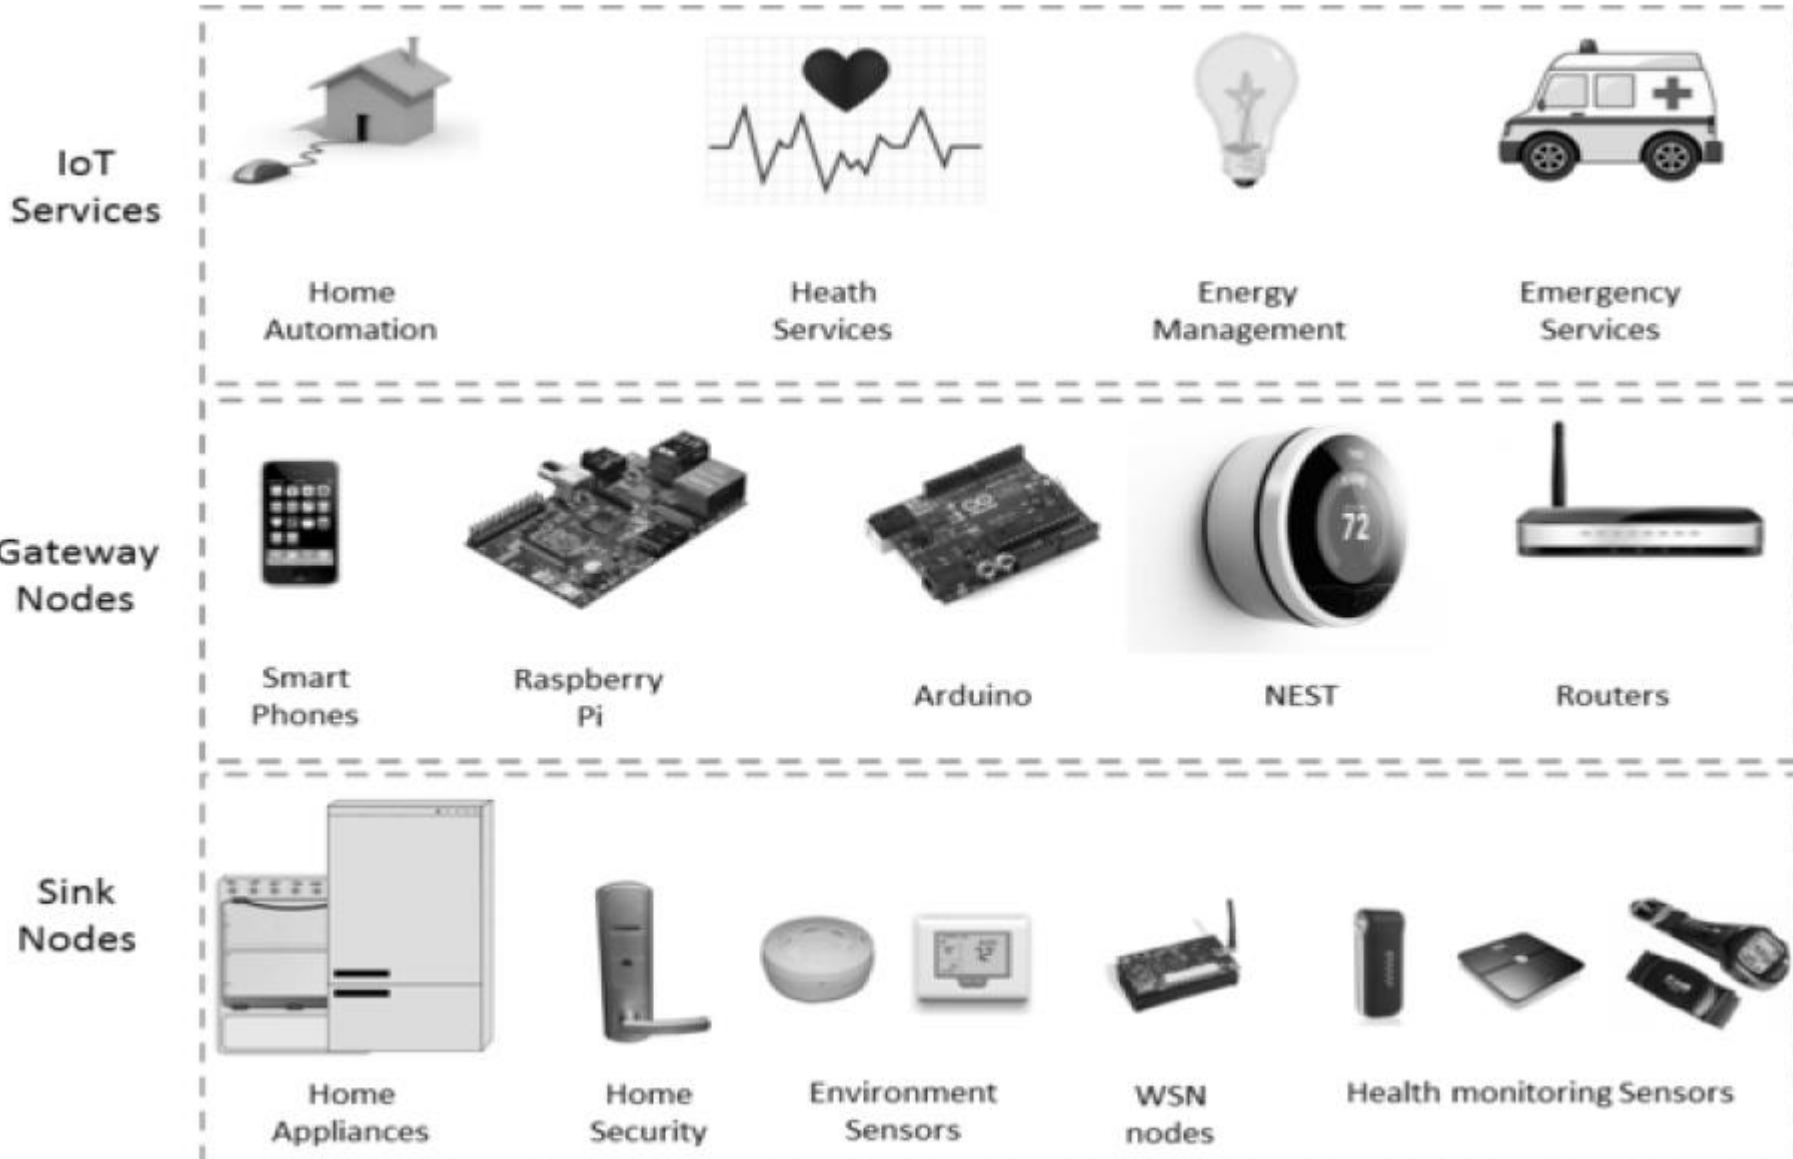 IoT
Services
Home
Automation
Heath
Services
Energy
Management
Emergency
Services
Gateway
Nodes
72
Smart
Phones
Raspberry
Pi
Arduino
NEST
Routers
Sink
Nodes
Home
Appliances
Home
Security
Environment
Sensors
WSN
nodes
Health monitoring Sensors